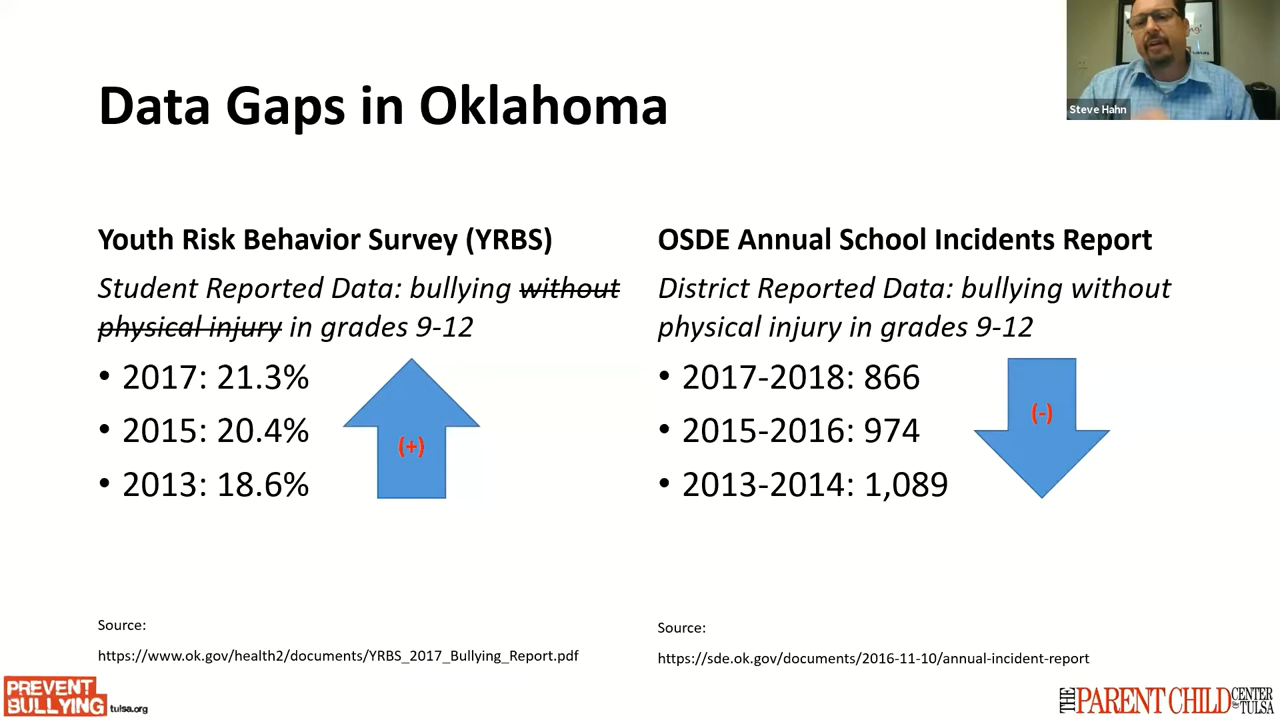 Steve Hahn
Data Gaps in Oklahoma
Youth Risk Behavior Survey (YRBS)
Student Reported Data: bullying without
physical injury in grades 9-12
• 2017: 21.3%
• 2015: 20.4%
• 2013: 18.6%
(+)
Source:
https://www.ok.gov/health2/documents/YRBS_2017_Bullying_Report.pdf
OSDE Annual School Incidents Report
District Reported Data: bullying without
physical injury in grades 9-12
• 2017-2018: 866
• 2015-2016: 974
• 2013-2014: 1,089
(-)
Source:
https://sde.ok.gov/documents/2016-11-10/annual-incident-report
PREVENT
BULLYING tulsa.org
THE PARENT CHILD CENTER of TULSA